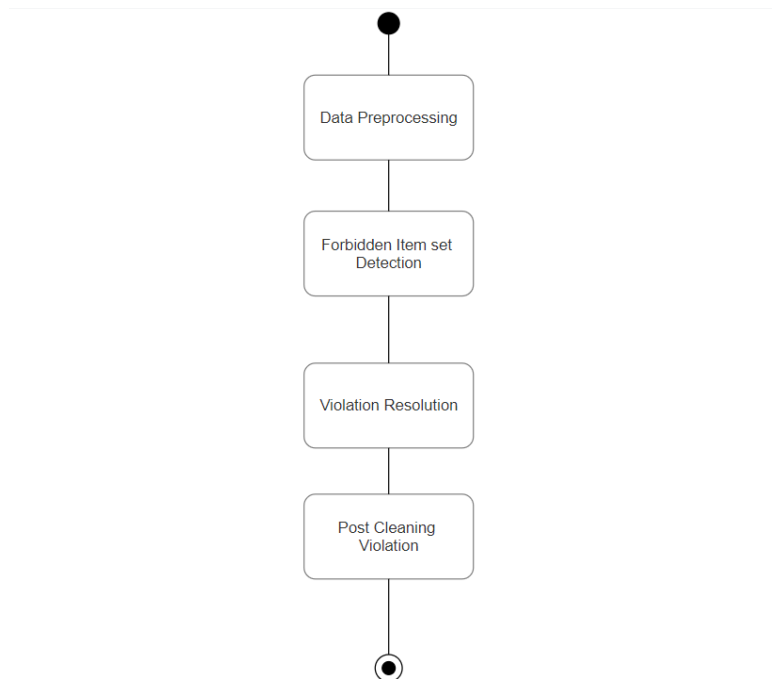 Data Preprocessing
Forbidden Item set
Detection
Violation Resolution
Post Cleaning
Violation